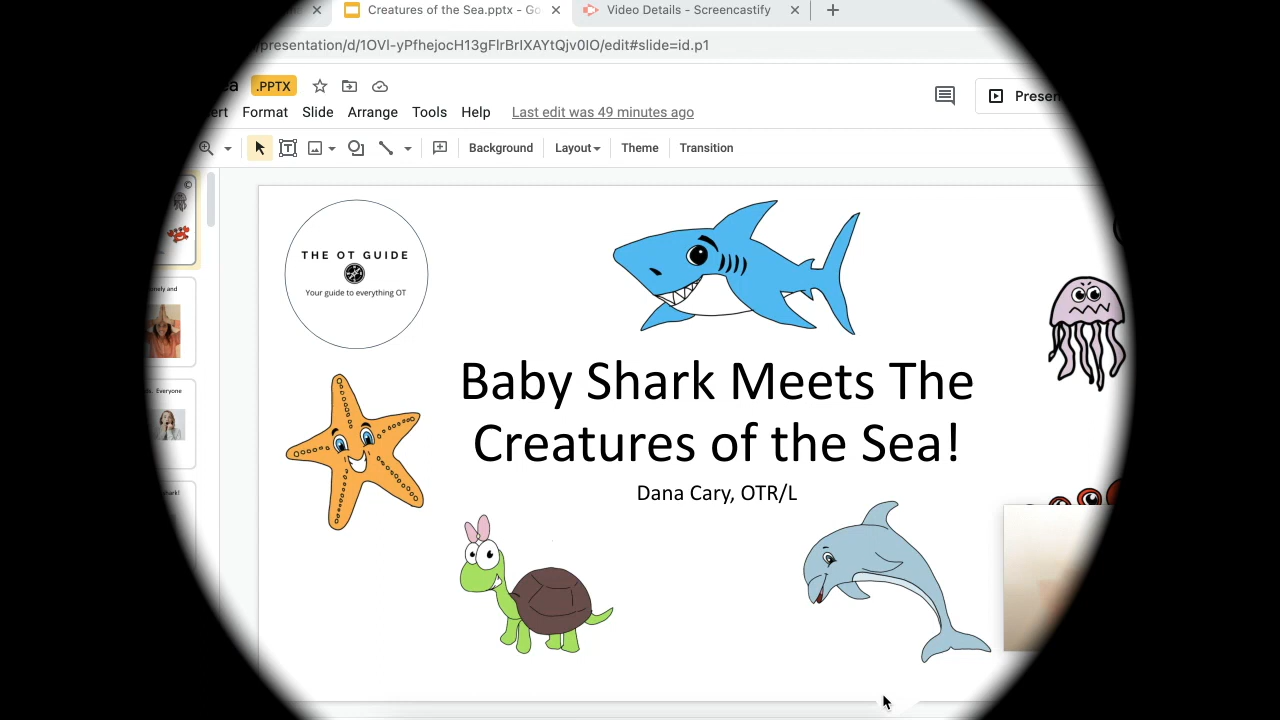 Creatures of the Sea.pptx - Go
Video Details - Screencastify
presentation/d/1OVI-yPfhejocH13gFlrBrIXAYtQjv0IO/edit#slide=id.p1
.PPTX
Format Slide Arrange Tools Help Last edit was 49 minutes ago
Background Layout Theme Transition
THE OT GUIDE
Your guide to everything OT
Baby Shark Meets The
Creatures of the Sea!
Dana Cary, OTR/L
Everyone